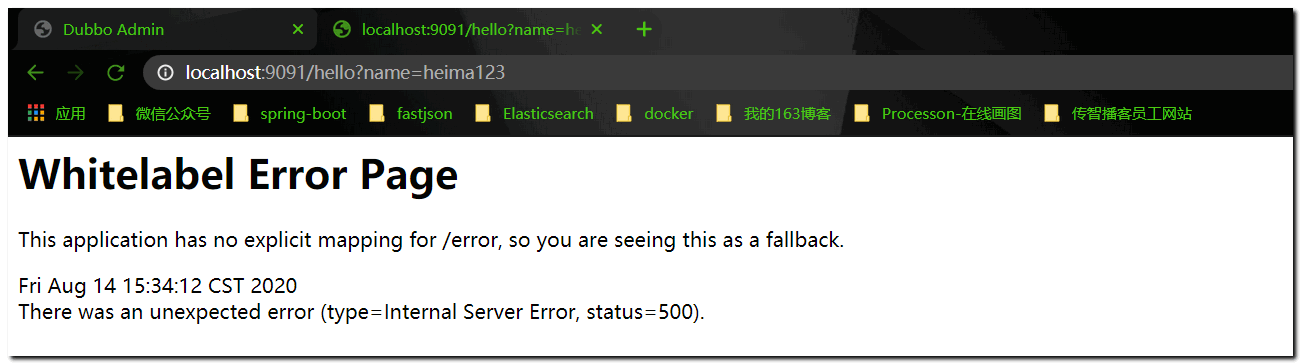 Dubbo Admin localhost:9091/hello?name=he
localhost:9091/hello?name=heima123
应用 微信公众号 spring-boot fastjson Elasticsearch docker 我的163博客 Processon-在线画图 传智播客员工网站
Whitelabel Error Page
This application has no explicit mapping for /error, so you are seeing this as a fallback.
Fri Aug 14 15:34:12 CST 2020
There was an unexpected error (type=Internal Server Error, status=500).